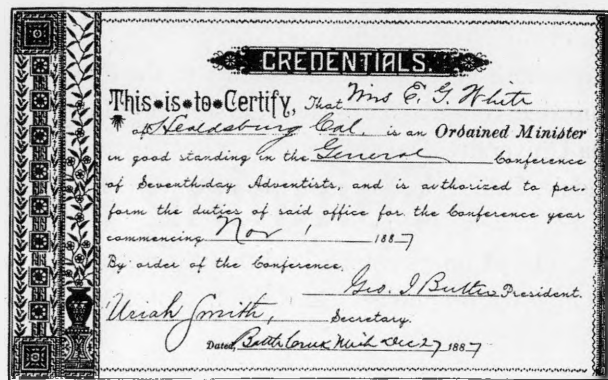 CREDENTIALS.
This is to Certify, That Mrs E. G. White
of Healdsburg Cal. is an Ordained Minister
in good standing in the General Conference
of Seventh-day Adventists, and is authorized to per-
form the duties of said office for the Conference year
commencing Nov 1 1887
By order of the Conference.
Geo. I Butler President.
Uriah Smith, Secretary.
Dated, Battle Creek Mich Dec 27 1887